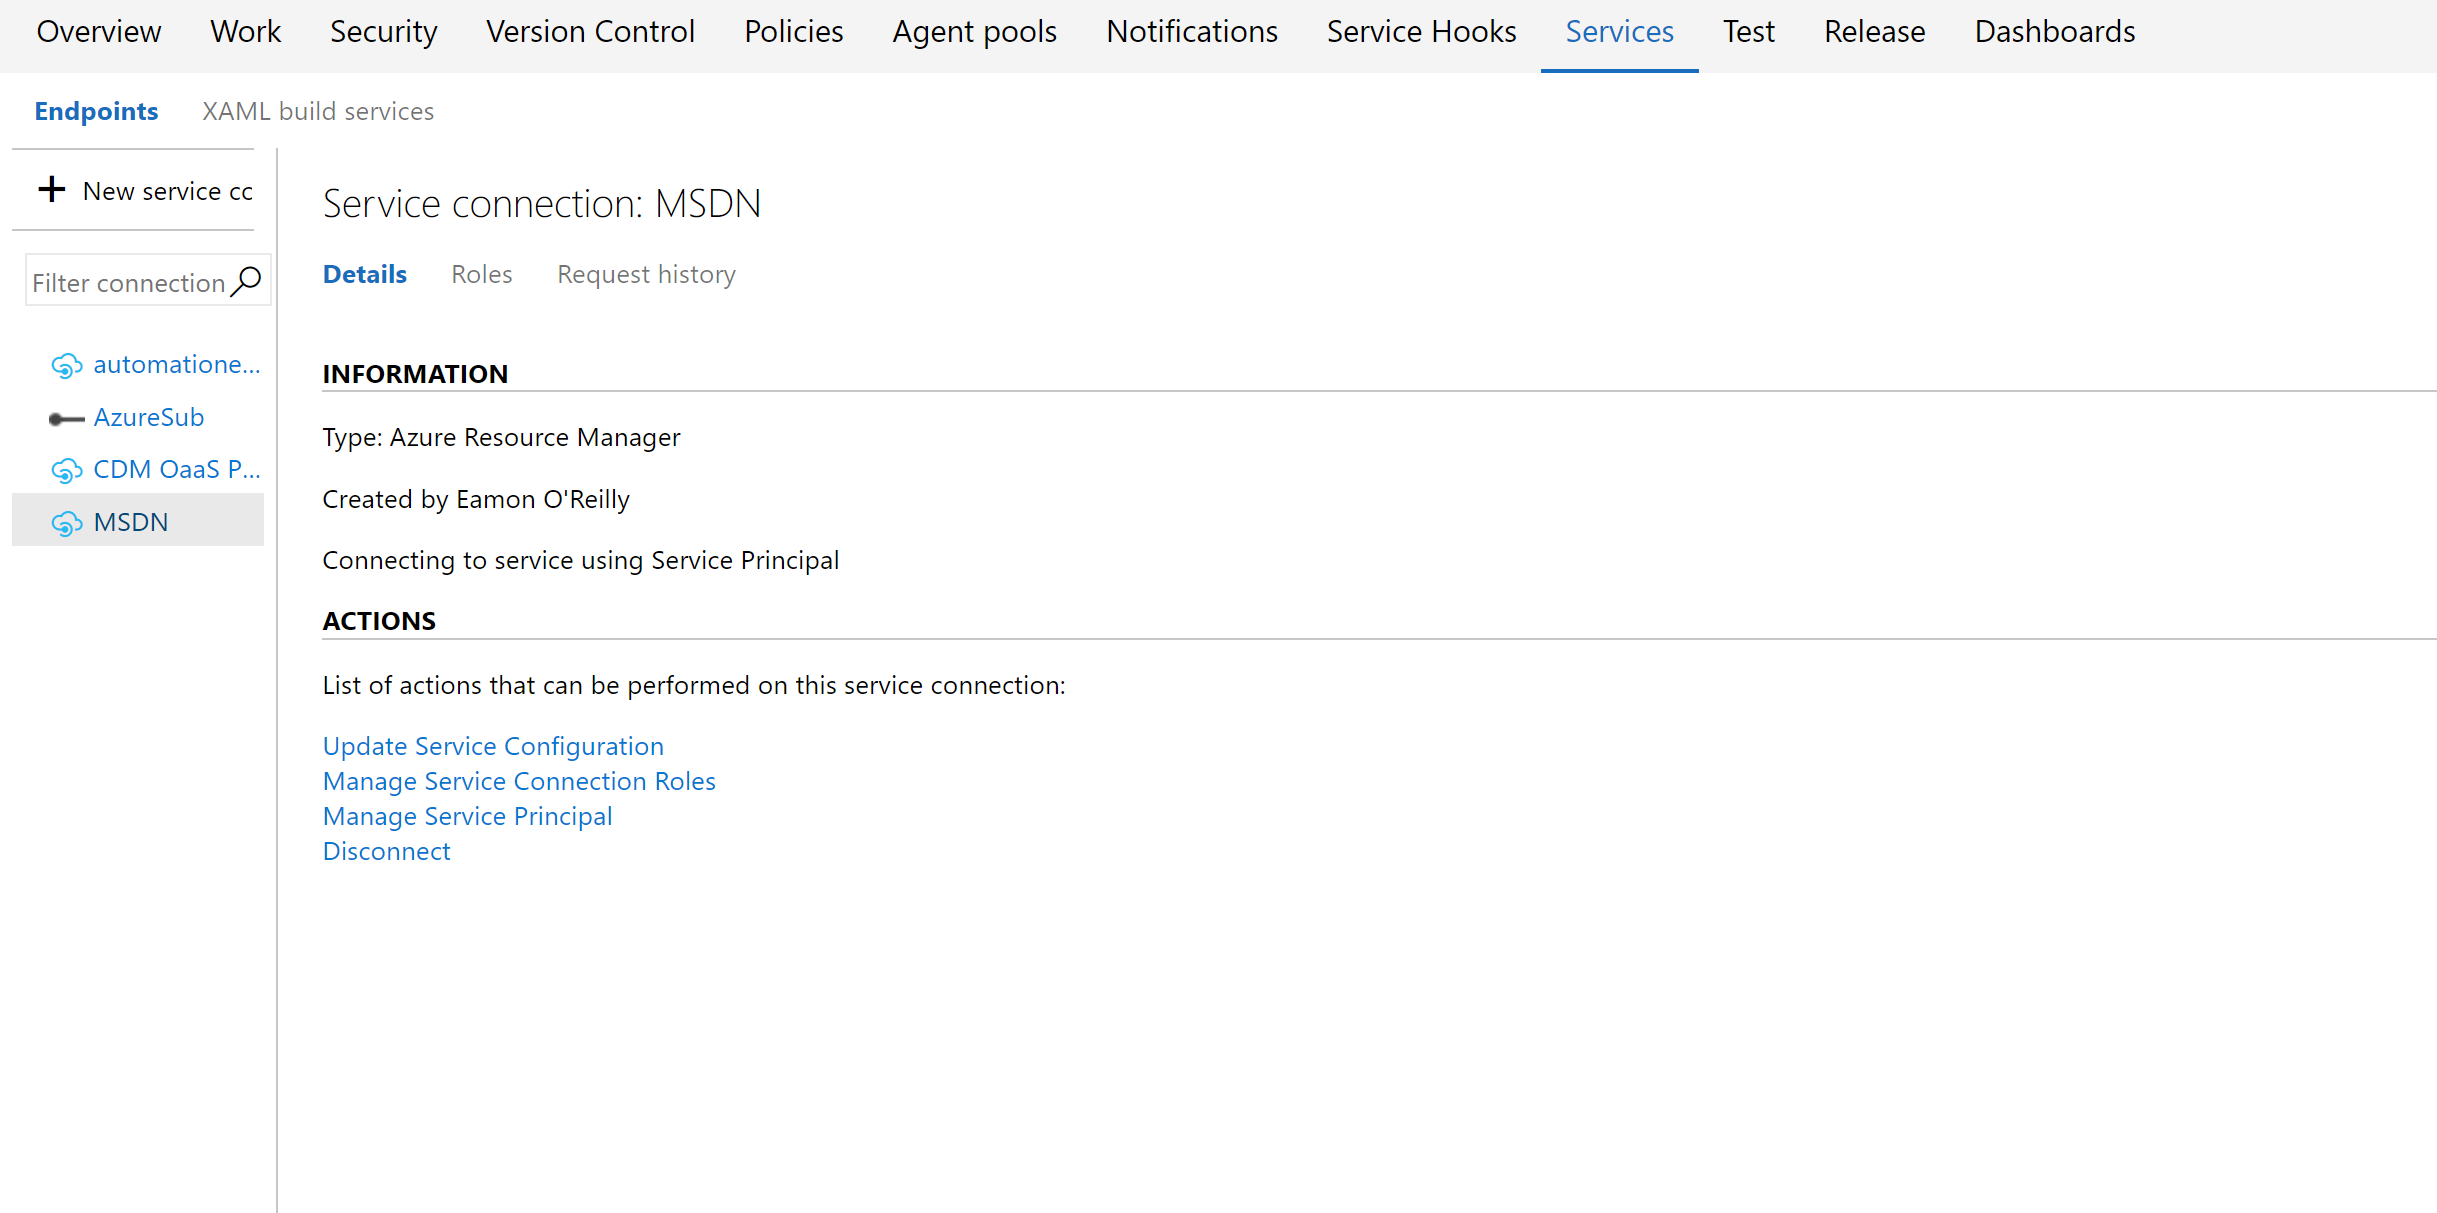 Overview Work Security Version Control Policies Agent pools Notifications Service Hooks Services Test Release Dashboards
Endpoints XAML build services
New service cc
Filter connection
automatione...
AzureSub
CDM OaaS P...
MSDN
Service connection: MSDN
Details Roles Request history
INFORMATION
Type: Azure Resource Manager
Created by Eamon O'Reilly
Connecting to service using Service Principal
ACTIONS
List of actions that can be performed on this service connection:
Update Service Configuration
Manage Service Connection Roles
Manage Service Principal
Disconnect